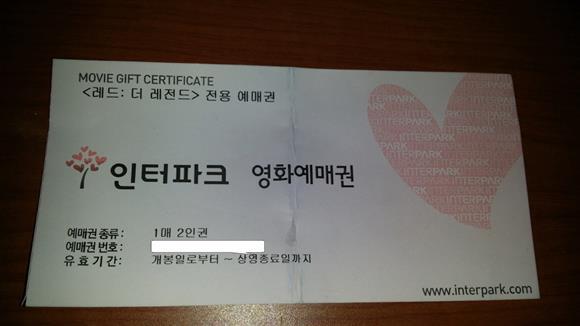 MOVIE GIFT CERTIFICATE
<레드: 더 레전드> 전용 예매권
INTERPARK
인터파크 영화예매권
예매권 종류 : 1매 2인권
예매권 번호 :
유 효 기 간 : 개봉일로부터 ~ 상영종료일까지
www.interpark.com